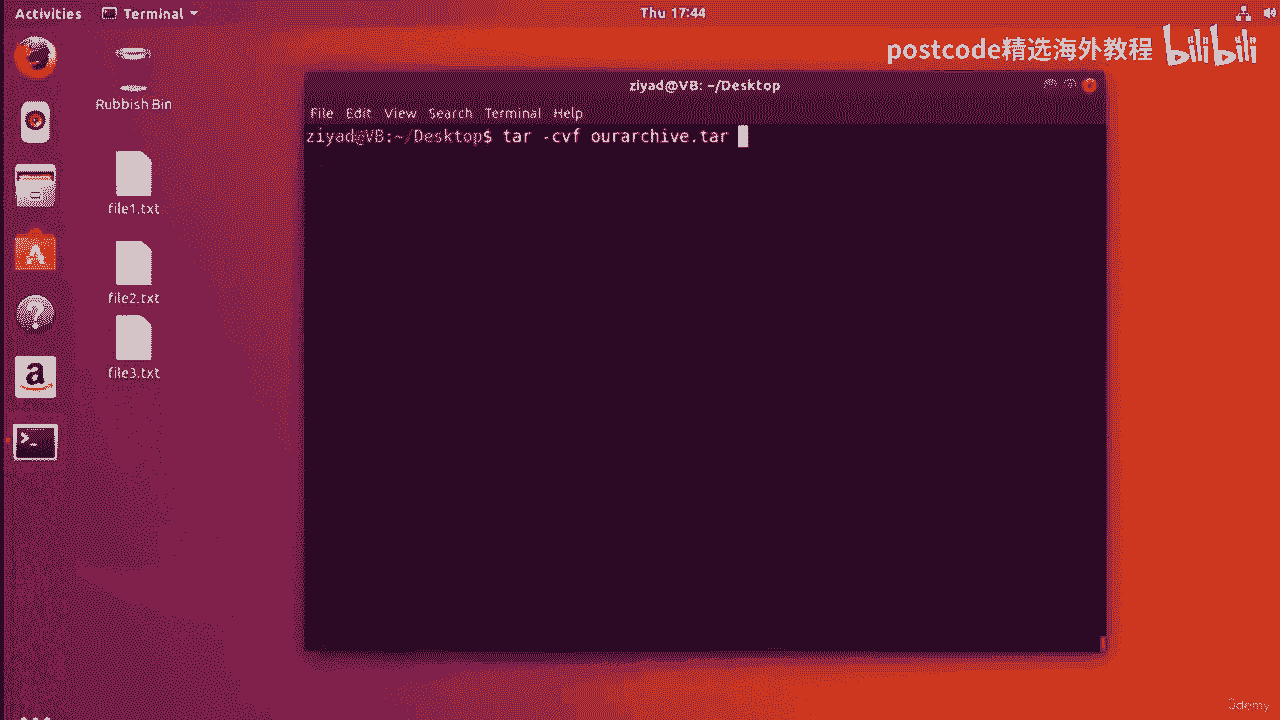 Activities
Terminal
Thu 17:44
postcode精选海外教程 bilibili
Rubbish Bin
ziyad@VB: ~/Desktop
File Edit View Search Terminal Help
ziyad@VB:~/Desktop$ tar -cvf ourarchive.tar
file1.txt
file2.txt
file3.txt
Udemy